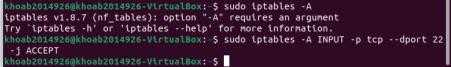 khoab2014926@khoab2014926-VirtualBox:~$ sudo iptables -A
iptables v1.8.7 (nf_tables): option "-A" requires an argument
Try `iptables -h' or 'iptables --help' for more information.
khoab2014926@khoab2014926-VirtualBox:~$ sudo iptables -A INPUT -p tcp --dport 22
-j ACCEPT
khoab2014926@khoab2014926-VirtualBox:~$